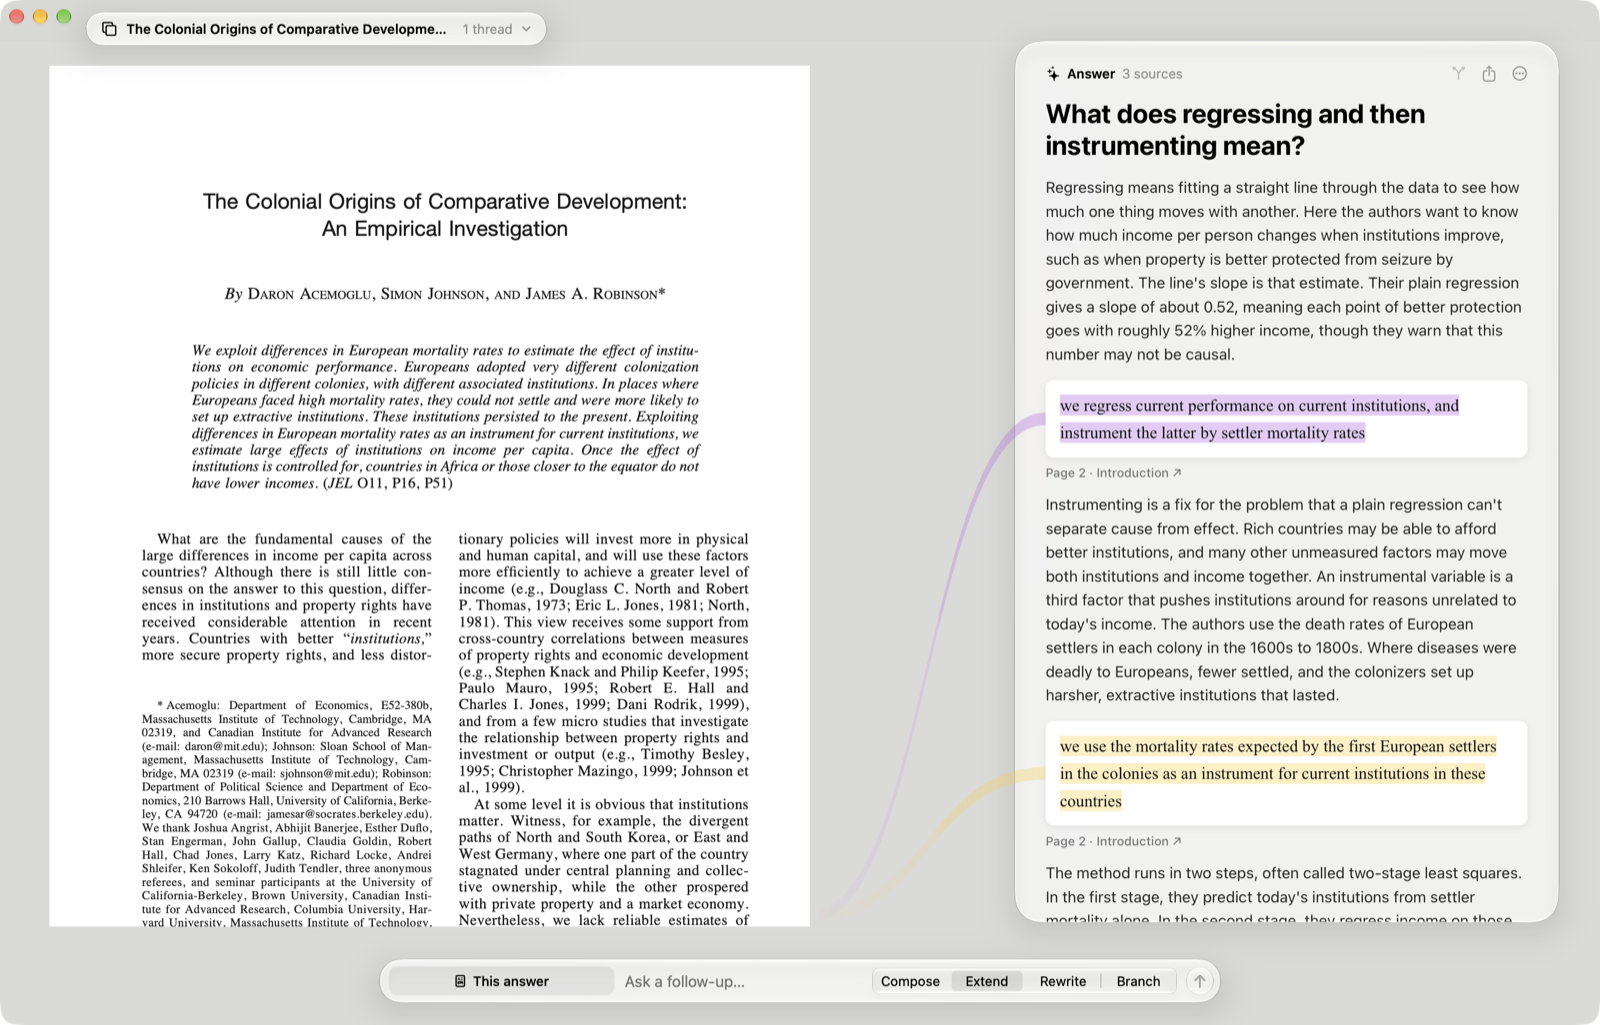 The Colonial Origins of Comparative Developme... 1 thread
The Colonial Origins of Comparative Development:
An Empirical Investigation
By DARON ACEMOGLU, SIMON JOHNSON, AND JAMES A. ROBINSON*
We exploit differences in European mortality rates to estimate the effect of institu-
tions on economic performance. Europeans adopted very different colonization
policies in different colonies, with different associated institutions. In places where
Europeans faced high mortality rates, they could not settle and were more likely to
set up extractive institutions. These institutions persisted to the present. Exploiting
differences in European mortality rates as an instrument for current institutions, we
estimate large effects of institutions on income per capita. Once the effect of
institutions is controlled for, countries in Africa or those closer to the equator do not
have lower incomes. (JEL O11, P16, P51)
What are the fundamental causes of the
large differences in income per capita across
countries? Although there is still little con-
sensus on the answer to this question, differ-
ences in institutions and property rights have
received considerable attention in recent
years. Countries with better “institutions,”
more secure property rights, and less distor-
* Acemoglu: Department of Economics, E52-380b,
Massachusetts Institute of Technology, Cambridge, MA
02319, and Canadian Institute for Advanced Research
(e-mail: daron@mit.edu); Johnson: Sloan School of Man-
agement, Massachusetts Institute of Technology, Cam-
bridge, MA 02319 (e-mail: sjohnson@mit.edu); Robinson:
Department of Political Science and Department of Eco-
nomics, 210 Barrows Hall, University of California, Berke-
ley, CA 94720 (e-mail: jamesar@socrates.berkeley.edu).
We thank Joshua Angrist, Abhijit Banerjee, Esther Duflo,
Stan Engerman, John Gallup, Claudia Goldin, Robert
Hall, Chad Jones, Larry Katz, Richard Locke, Andrei
Shleifer, Ken Sokoloff, Judith Tendler, three anonymous
referees, and seminar participants at the University of
California-Berkeley, Brown University, Canadian Insti-
tute for Advanced Research, Columbia University, Har-
vard University, Massachusetts Institute of Technology,
tionary policies will invest more in physical
and human capital, and will use these factors
more efficiently to achieve a greater level of
income (e.g., Douglass C. North and Robert
P. Thomas, 1973; Eric L. Jones, 1981; North,
1981). This view receives some support from
cross-country correlations between measures
of property rights and economic development
(e.g., Stephen Knack and Philip Keefer, 1995;
Paulo Mauro, 1995; Robert E. Hall and
Charles I. Jones, 1999; Dani Rodrik, 1999),
and from a few micro studies that investigate
the relationship between property rights and
investment or output (e.g., Timothy Besley,
1995; Christopher Mazingo, 1999; Johnson et
al., 1999).
At some level it is obvious that institutions
matter. Witness, for example, the divergent
paths of North and South Korea, or East and
West Germany, where one part of the country
stagnated under central planning and collec-
tive ownership, while the other prospered
with private property and a market economy.
Nevertheless, we lack reliable estimates of
Answer 3 sources
What does regressing and then
instrumenting mean?
Regressing means fitting a straight line through the data to see how
much one thing moves with another. Here the authors want to know
how much income per person changes when institutions improve,
such as when property is better protected from seizure by
government. The line's slope is that estimate. Their plain regression
gives a slope of about 0.52, meaning each point of better protection
goes with roughly 52% higher income, though they warn that this
number may not be causal.
we regress current performance on current institutions, and
instrument the latter by settler mortality rates
Page 2 · Introduction ↗
Instrumenting is a fix for the problem that a plain regression can't
separate cause from effect. Rich countries may be able to afford
better institutions, and many other unmeasured factors may move
both institutions and income together. An instrumental variable is a
third factor that pushes institutions around for reasons unrelated to
today's income. The authors use the death rates of European
settlers in each colony in the 1600s to 1800s. Where diseases were
deadly to Europeans, fewer settled, and the colonizers set up
harsher, extractive institutions that lasted.
we use the mortality rates expected by the first European settlers
in the colonies as an instrument for current institutions in these
countries
Page 2 · Introduction ↗
The method runs in two steps, often called two-stage least squares.
In the first stage, they predict today's institutions from settler
mortality alone. In the second stage, they regress income on those
This answer
Ask a follow-up...
Compose Extend Rewrite Branch